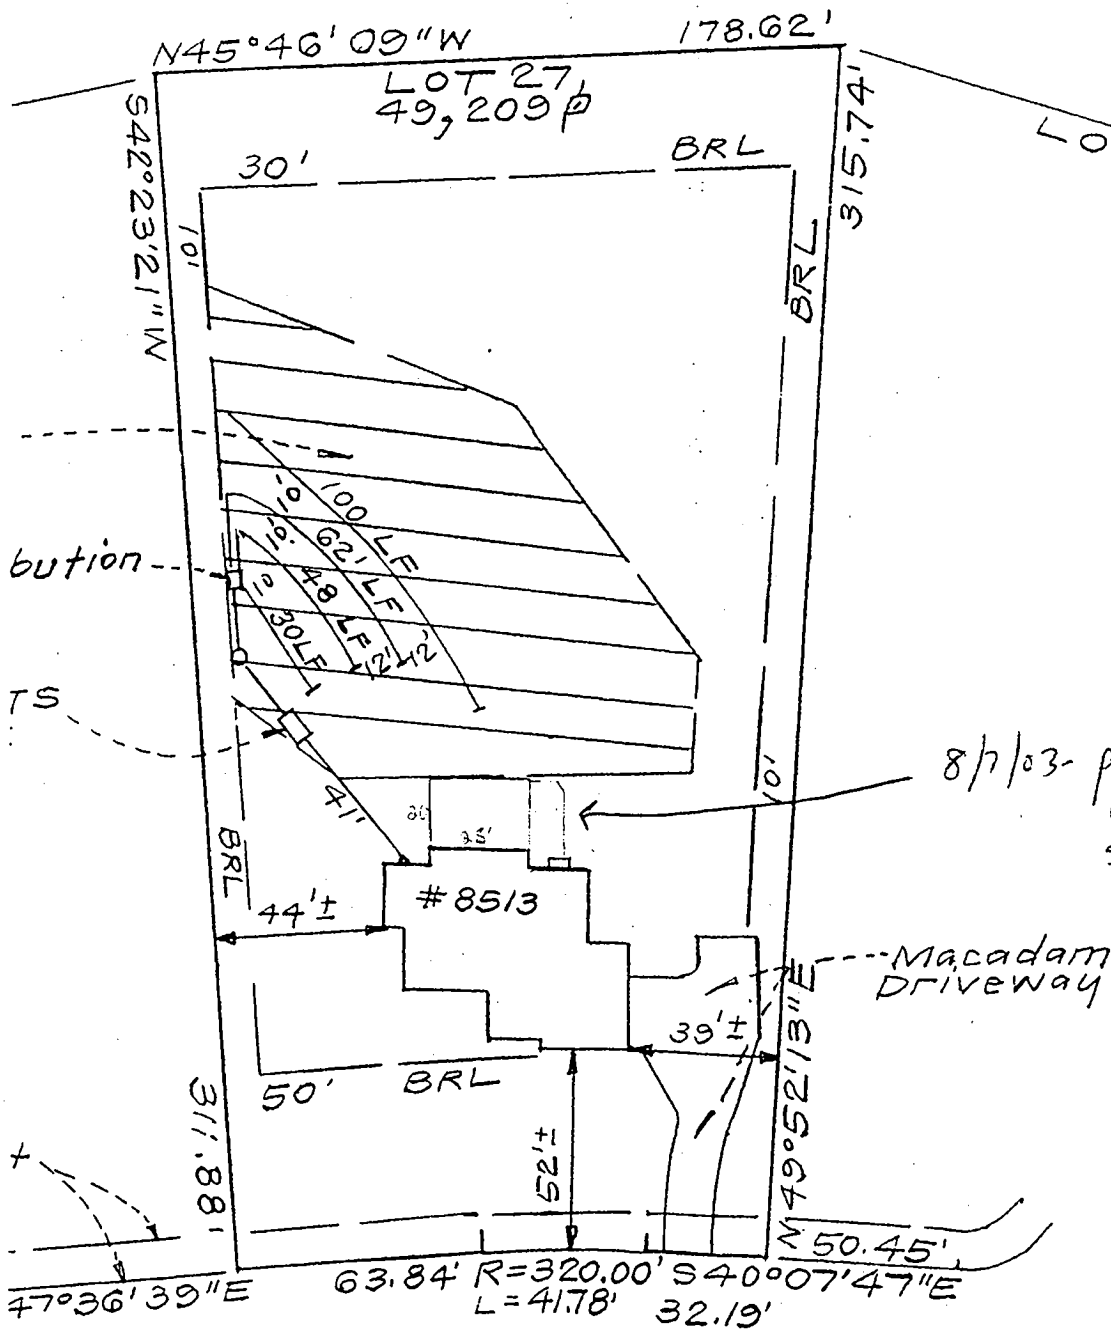 N45°46'09"W
178.62'
LOT 27,
49,209
S42°23'21"W
315.74'
LO
30'
BRL
10'
BRL
100 LF
62' LF
48 LF
30LF
12'
12'
bution
TS
41'
8/7/03-
10'
20'
BRL
#8513
44'±
Macadam
Driveway
39'±
50'
BRL
N49°52'13"E
311.88'
52'±
50.45'
47°36'39"E
63.84'
R=320.00'
S40°07'47"E
L=41.78'
32.19'